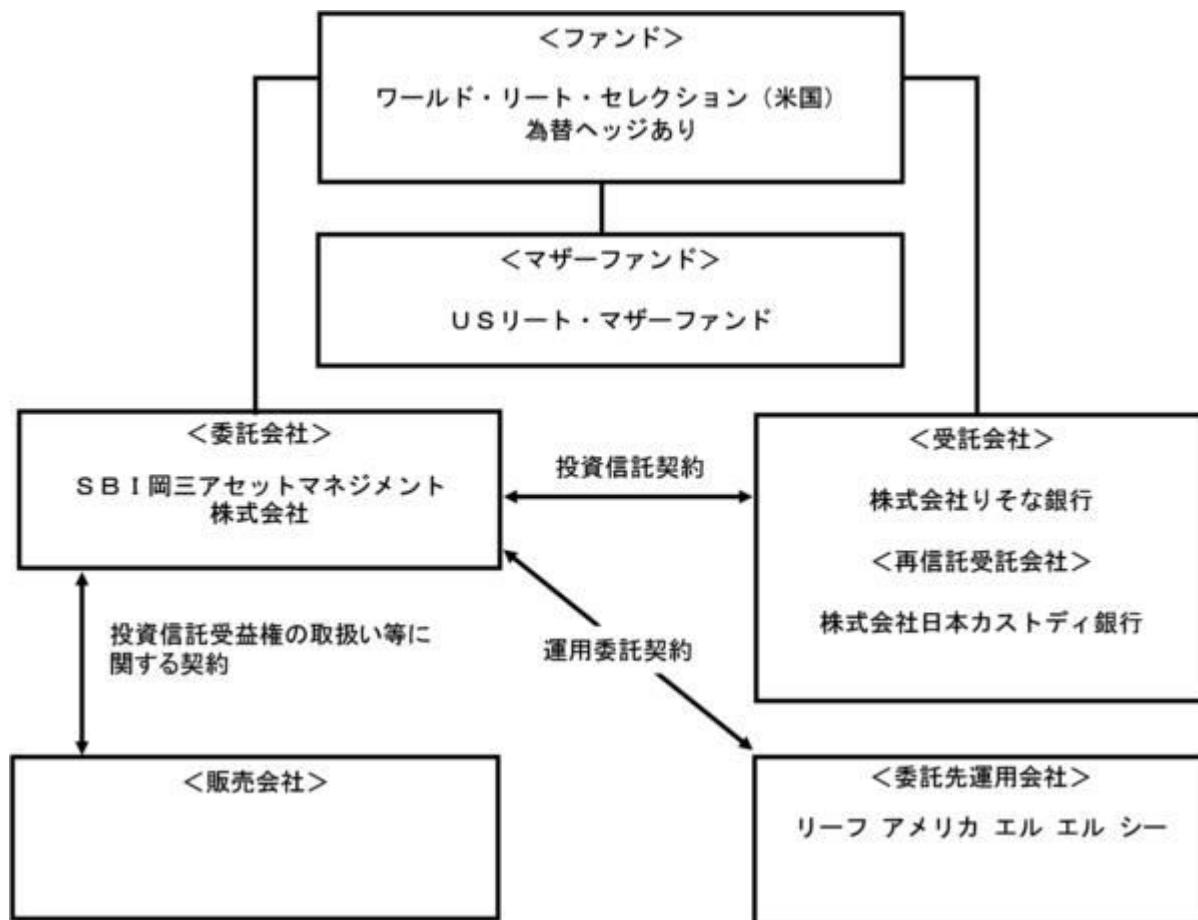 ＜ファンド＞
ワールド・リート・セレクション（米国）
為替ヘッジあり
＜マザーファンド＞
ＵＳリート・マザーファンド
＜委託会社＞
ＳＢＩ岡三アセットマネジメント
株式会社
投資信託契約
＜受託会社＞
株式会社りそな銀行
＜再信託受託会社＞
株式会社日本カストディ銀行
投資信託受益権の取扱い等に
関する契約
運用委託契約
＜販売会社＞
＜委託先運用会社＞
リーフ アメリカ エル エル シー